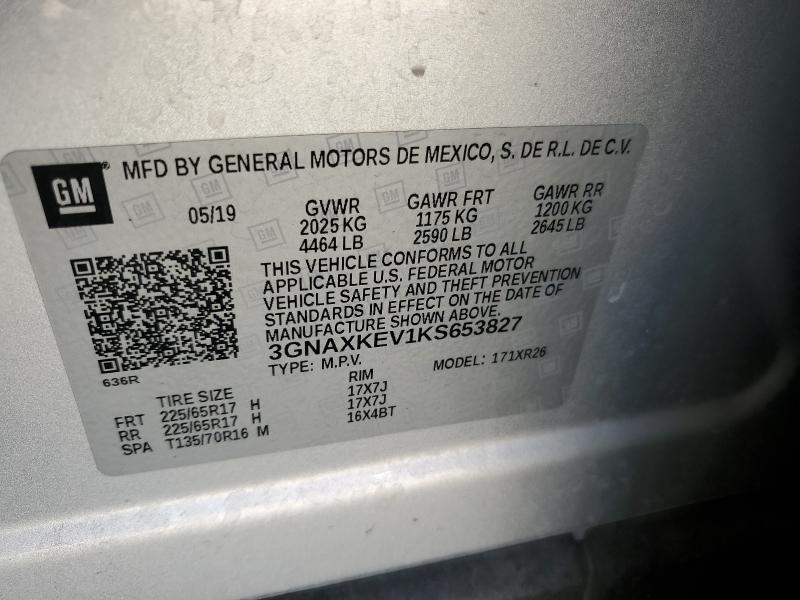 GM® MFD BY GENERAL MOTORS DE MEXICO, S. DE R.L. DE C.V.
05/19 GVWR GAWR FRT GAWR RR
2025 KG 1175 KG 1200 KG
4464 LB 2590 LB 2645 LB
THIS VEHICLE CONFORMS TO ALL
APPLICABLE U.S. FEDERAL MOTOR
VEHICLE SAFETY AND THEFT PREVENTION
STANDARDS IN EFFECT ON THE DATE OF
MANUFACTURE SHOWN ABOVE.
3GNAXKEV1KS653827
TYPE: M.P.V. MODEL: 171XR26
636R
TIRE SIZE RIM
FRT 225/65R17 H 17X7J
RR 225/65R17 H 17X7J
SPA T135/70R16 M 16X4BT